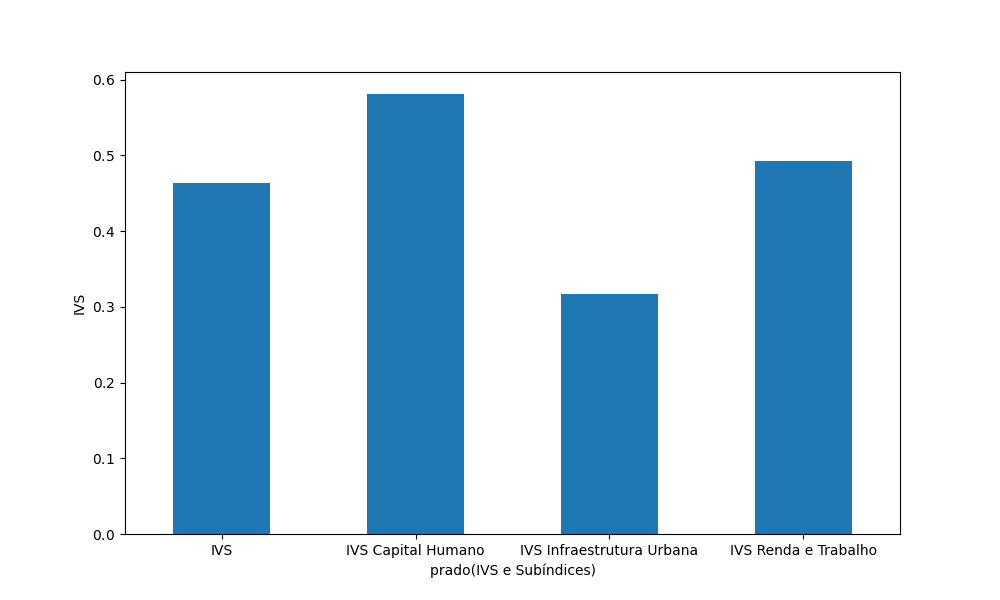 0.6
0.5
0.4
0.3
0.2
0.1
0.0
IVS
IVS
IVS Capital Humano
IVS Infraestrutura Urbana
IVS Renda e Trabalho
prado(IVS e Subíndices)